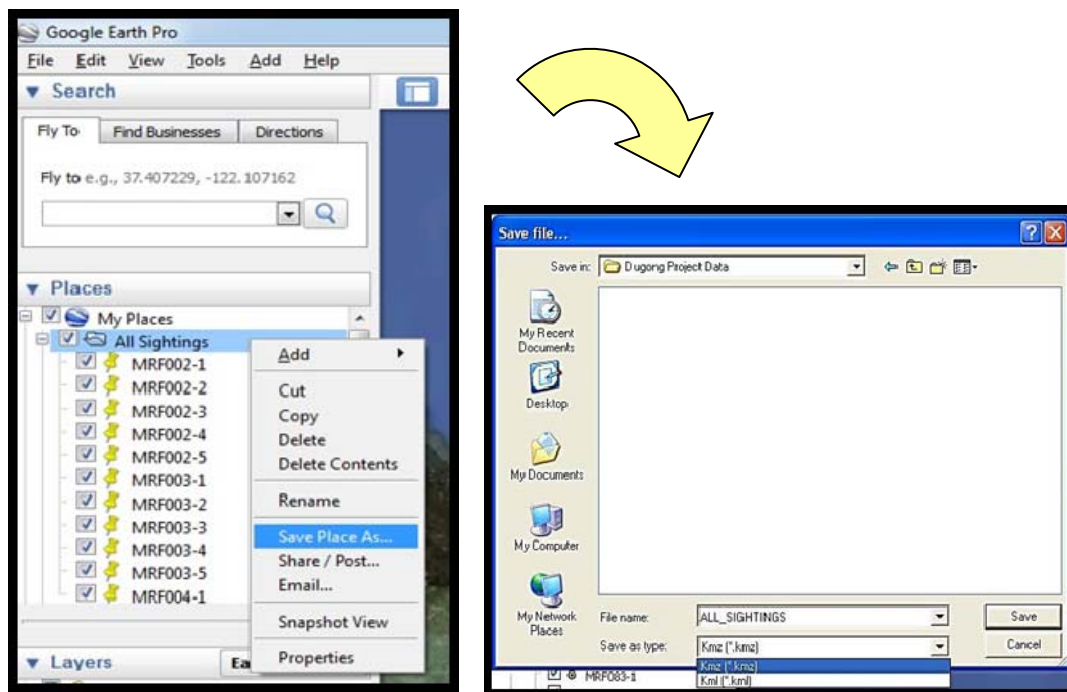 Google Earth Pro
File Edit View Tools Add Help
Search
Fly To Find Businesses Directions
Fly to e.g., 37.407229, -122.107162
Places
My Places
All Sightings
MRF002-1
MRF002-2
MRF002-3
MRF002-4
MRF002-5
MRF003-1
MRF003-2
MRF003-3
MRF003-4
MRF003-5
MRF004-1
Layers
Ea
Add
Cut
Copy
Delete
Delete Contents
Rename
Save Place As...
Share / Post...
Email...
Snapshot View
Properties
Save file...
Save in: Dugong Project Data
My Recent
Documents
Desktop
My Documents
My Computer
My Network
Places
File name: ALL_SIGHTINGS Save
Save as type: Kmz (*.kmz) Cancel
Kmz (*.kmz)
Kml (*.kml)
MRF083-1